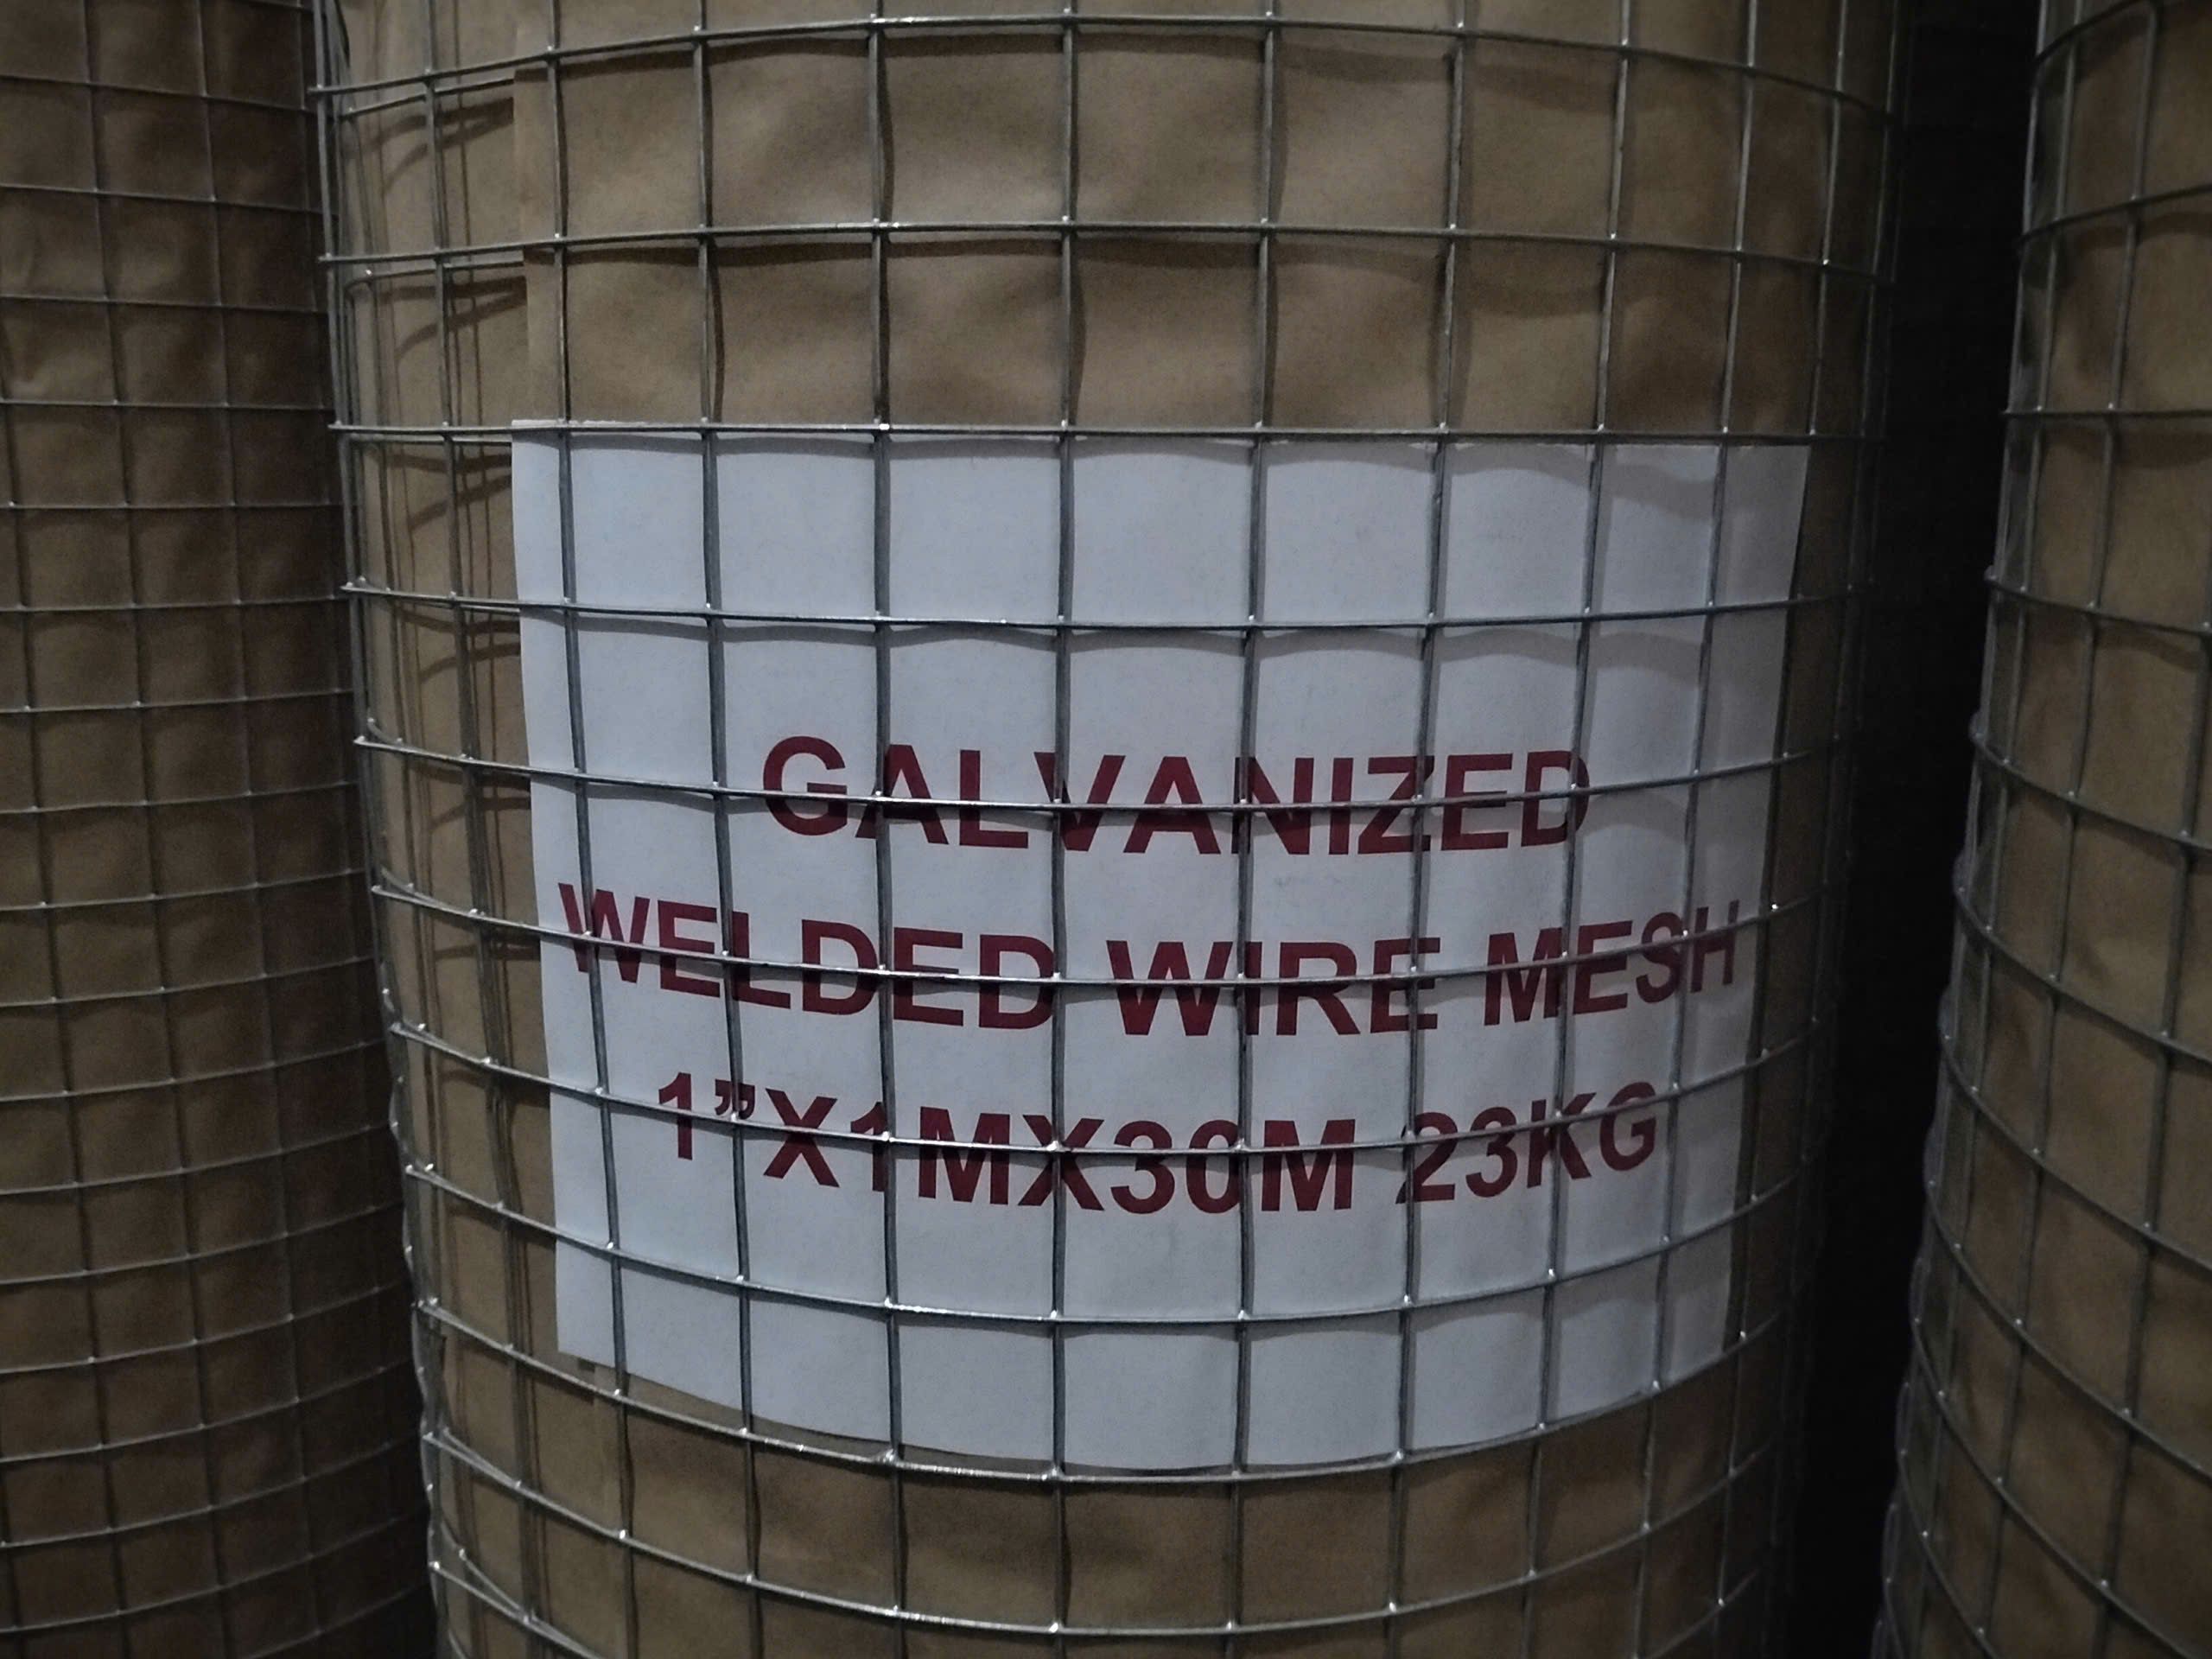 GALVANIZED
WELDED WIRE MESH
1”X1MX30M 23KG